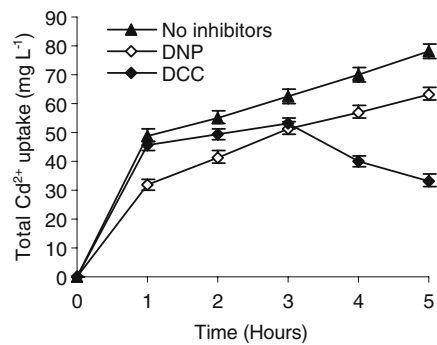 Total Cd²⁺ uptake (mg L⁻¹)
90
80
70
60
50
40
30
20
10
0
No inhibitors
DNP
DCC
0 1 2 3 4 5
Time (Hours)